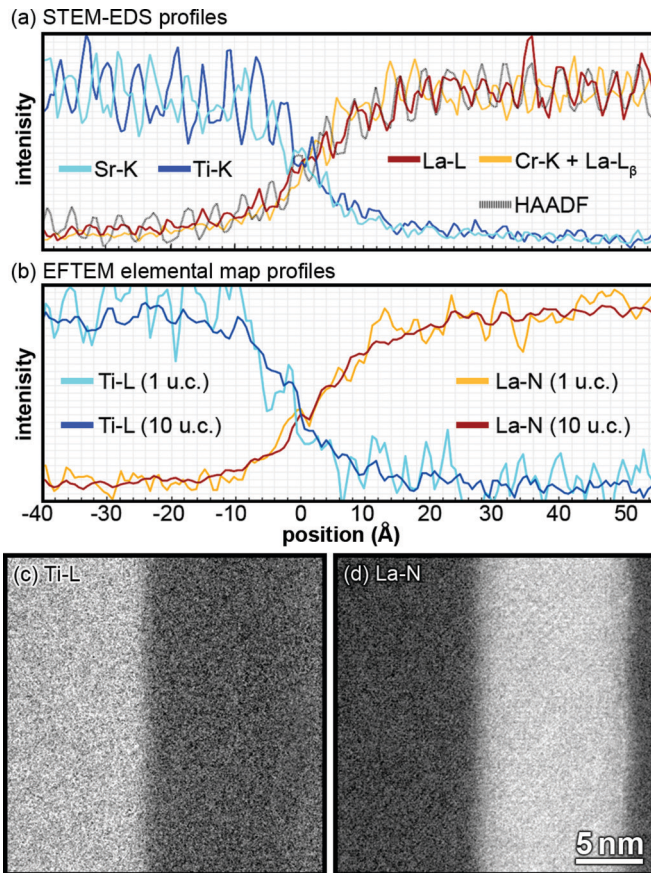 (a) STEM-EDS profiles
intenisity
Sr-K Ti-K La-L Cr-K + La-Lβ
HAADF
(b) EFTEM elemental map profiles
intenisity
Ti-L (1 u.c.) La-N (1 u.c.)
Ti-L (10 u.c.) La-N (10 u.c.)
-40 -30 -20 -10 0 10 20 30 40 50
position (Å)
(c) Ti-L (d) La-N
5 nm